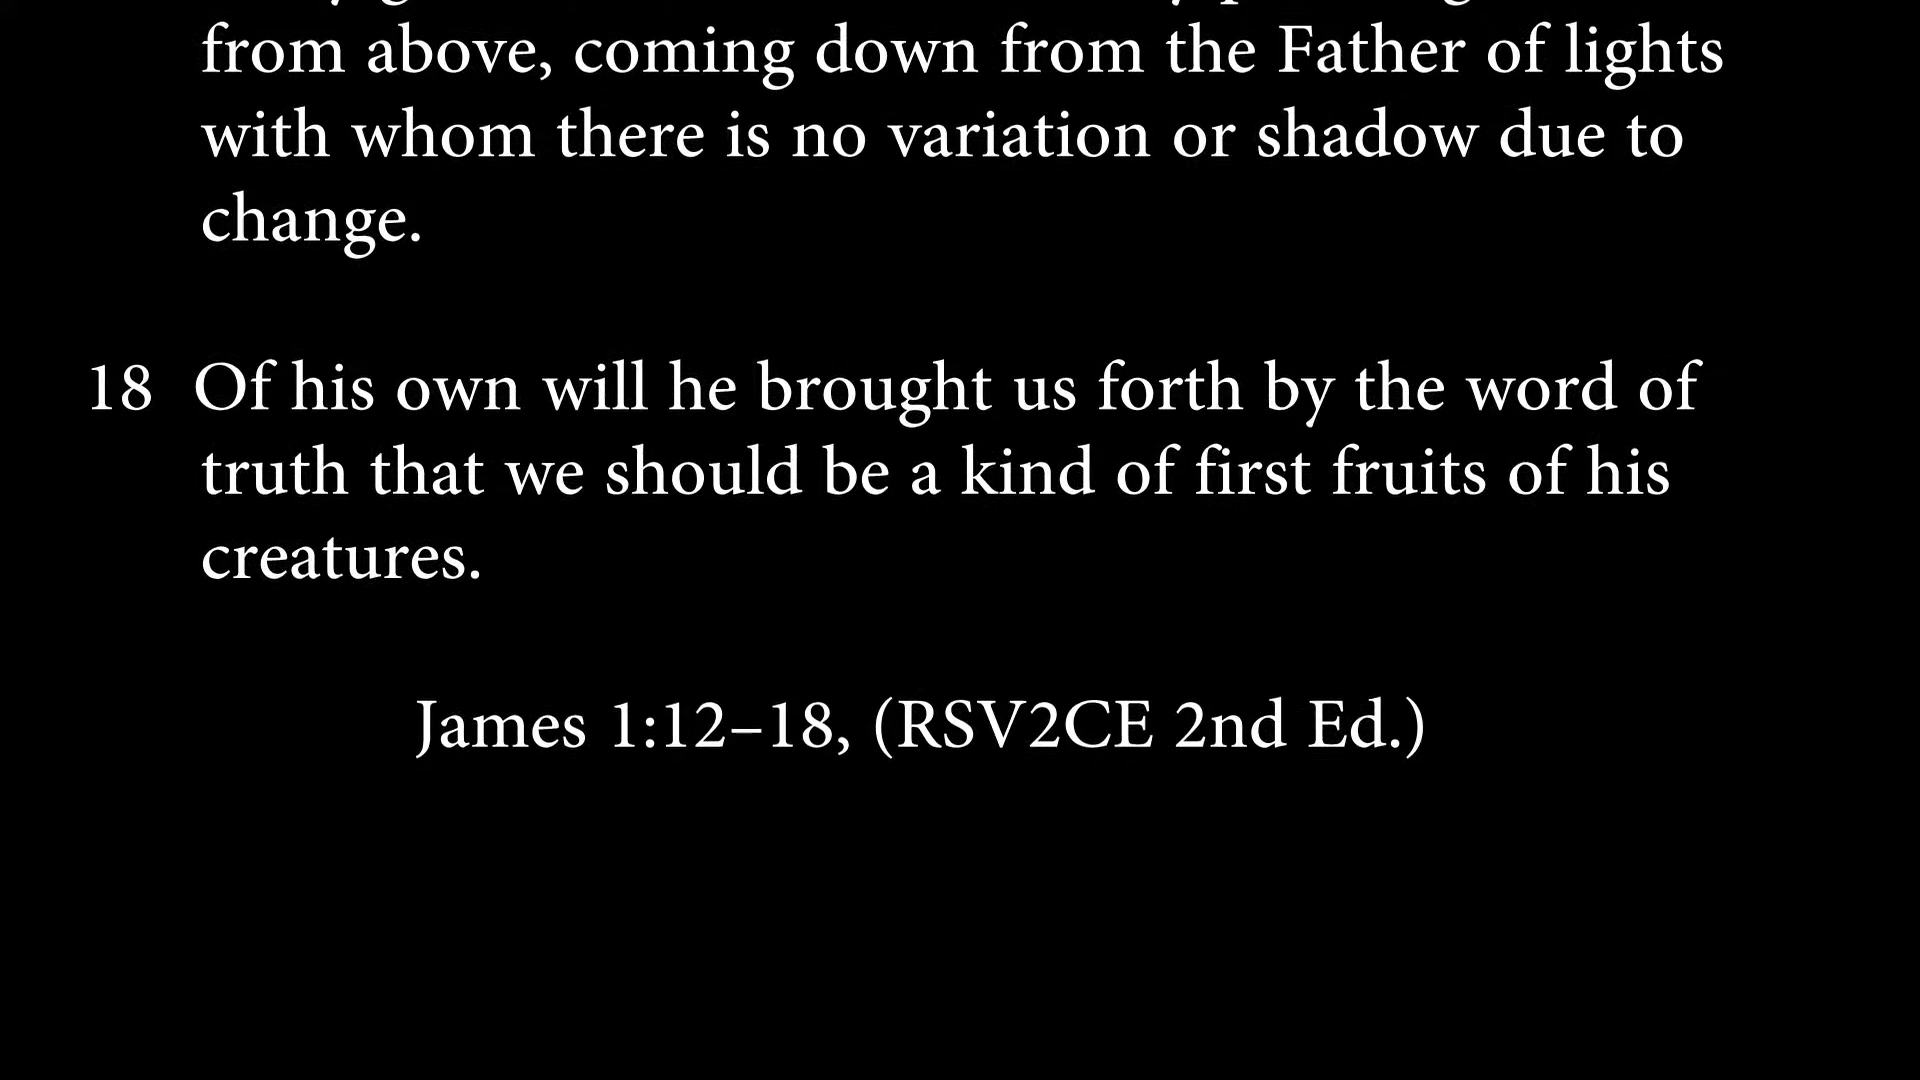 from above, coming down from the Father of lights
with whom there is no variation or shadow due to
change.
18 Of his own will he brought us forth by the word of
truth that we should be a kind of first fruits of his
creatures.
James 1:12–18, (RSV2CE 2nd Ed.)